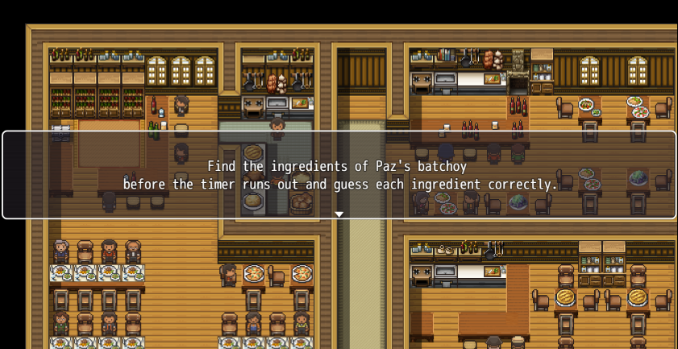 Find the ingredients of Paz's batchoy
before the timer runs out and guess each ingredient correctly.